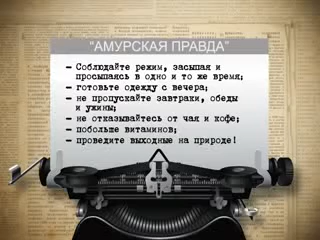 "АМУРСКАЯ ПРАВДА"
– Соблюдайте режим, засыпая и
просыпаясь в одно и то же время;
– готовьте одежду с вечера;
– не пропускайте завтраки, обеды
и ужины;
– не отказывайтесь от чая и кофе;
– побольше витаминов;
– проведите выходные на природе!